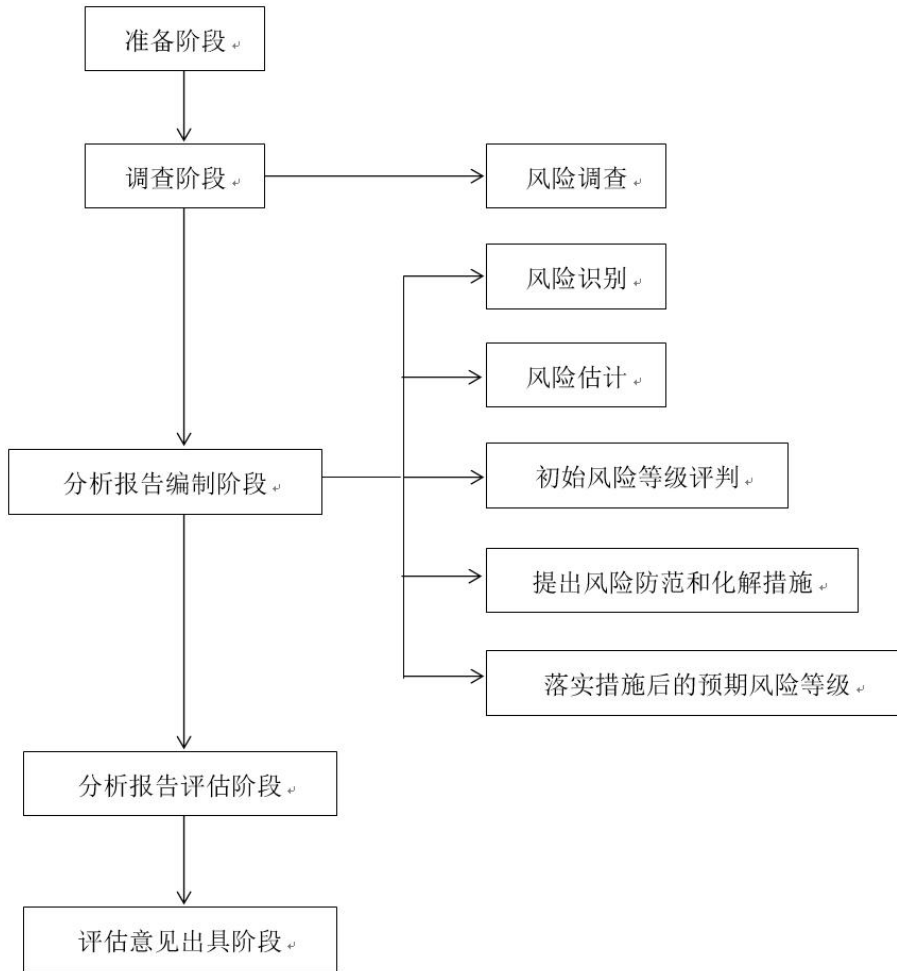 准备阶段
调查阶段
风险调查
风险识别
风险估计
分析报告编制阶段
初始风险等级评判
提出风险防范和化解措施
落实措施后的预期风险等级
分析报告评估阶段
评估意见出具阶段